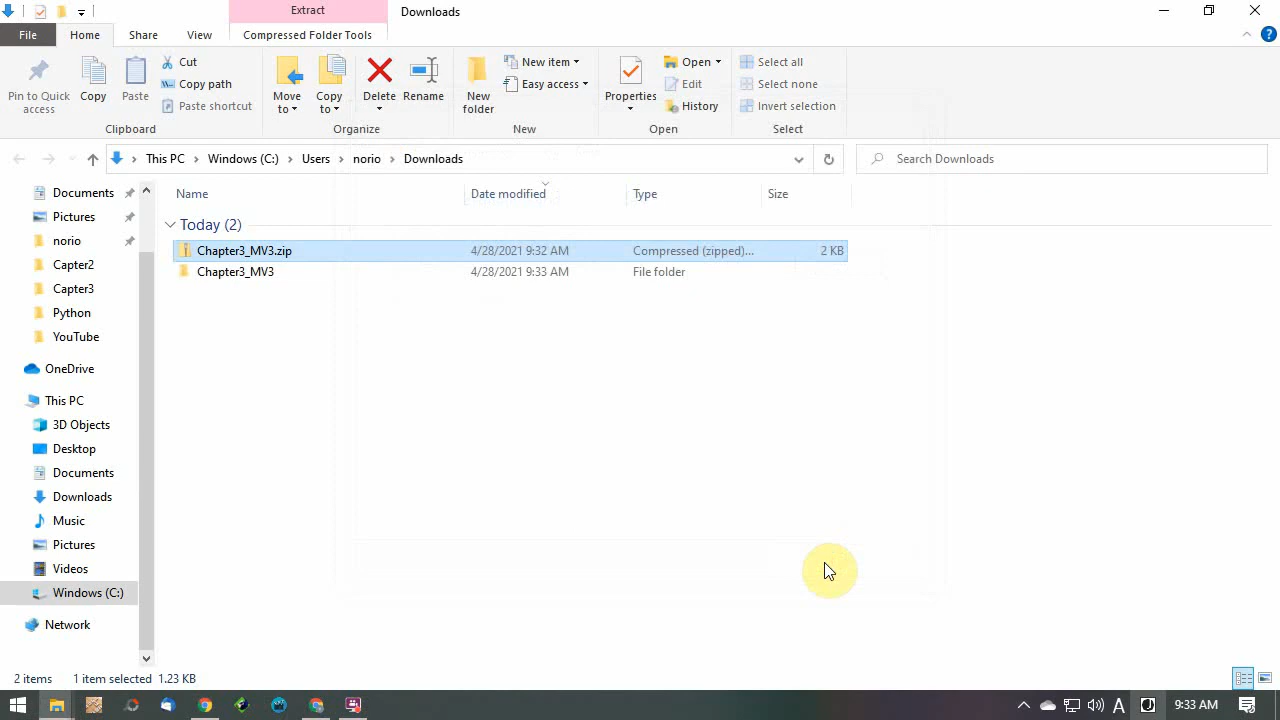 Extract
Downloads
File
Home
Share
View
Compressed Folder Tools
Pin to Quick access
Copy
Paste
Cut
Copy path
Paste shortcut
Move to
Copy to
Delete
Rename
New folder
New item
Easy access
Properties
Open
Edit
History
Select all
Select none
Invert selection
Clipboard
Organize
New
Open
Select
This PC
Windows (C:)
Users
norio
Downloads
Search Downloads
Name
Date modified
Type
Size
Today (2)
Chapter3_MV3.zip 4/28/2021 9:32 AM Compressed (zipped)... 2 KB
Chapter3_MV3 4/28/2021 9:33 AM File folder
Documents
Pictures
norio
Capter2
Capter3
Python
YouTube
OneDrive
This PC
3D Objects
Desktop
Documents
Downloads
Music
Pictures
Videos
Windows (C:)
Network
2 items 1 item selected 1.23 KB
A
9:33 AM